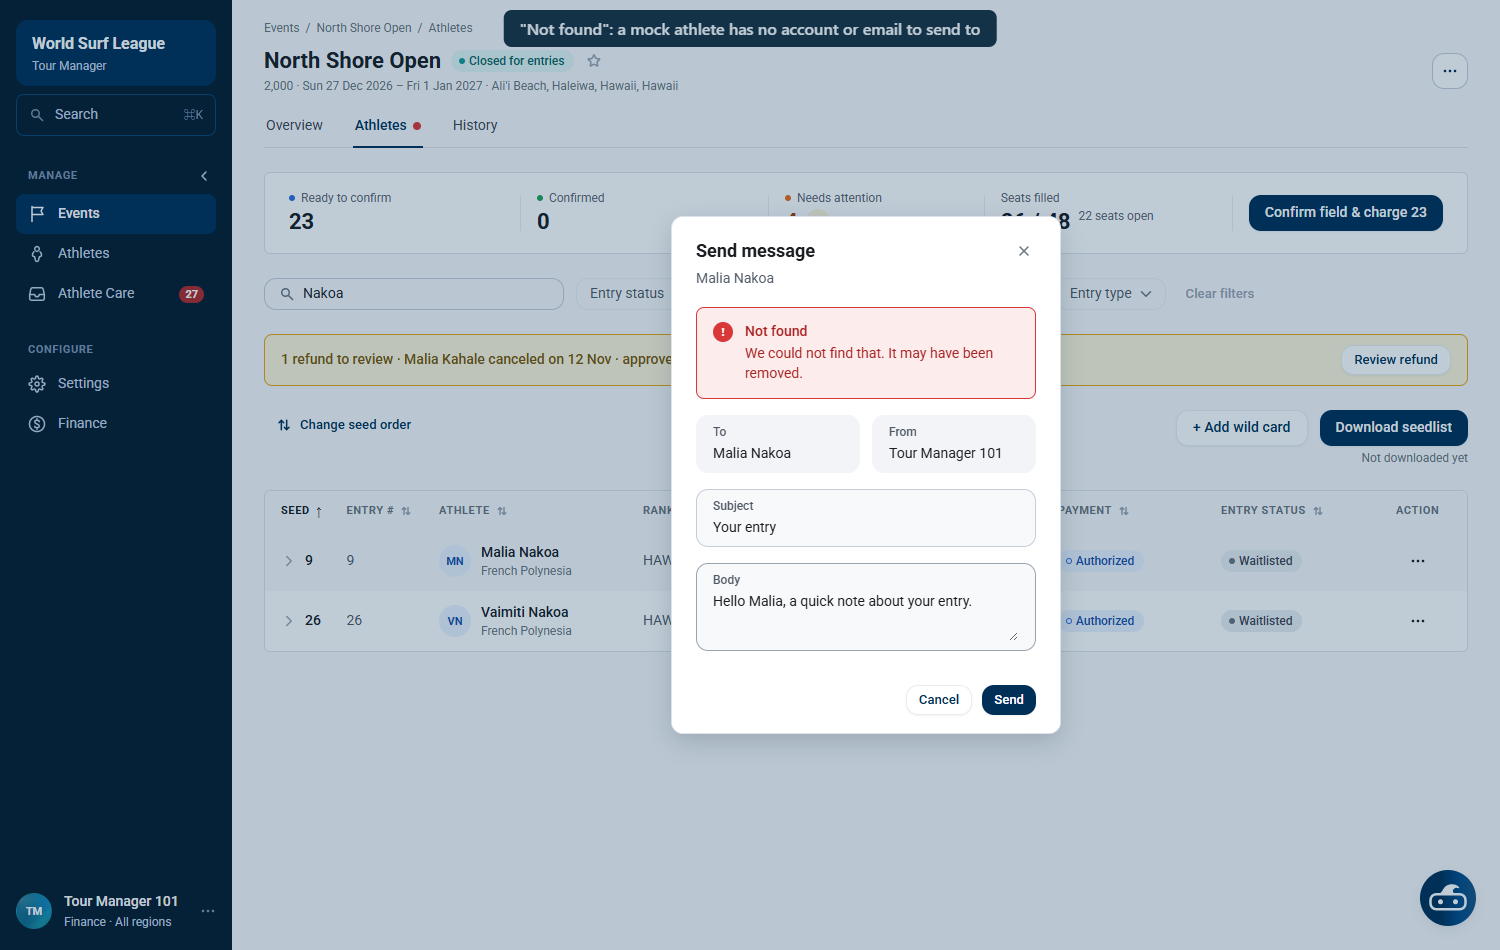 World Surf League
Tour Manager
Search ⌘K
MANAGE
Events
Athletes
Athlete Care 27
CONFIGURE
Settings
Finance
TM
Tour Manager 101
Finance · All regions
Events / North Shore Open / Athletes
"Not found": a mock athlete has no account or email to send to
North Shore Open
Closed for entries
2,000 · Sun 27 Dec 2026 – Fri 1 Jan 2027 · Ali'i Beach, Haleiwa, Hawaii, Hawaii
Overview Athletes History
Ready to confirm
23
Confirmed
0
Needs attention
Seats filled
22 seats open
Confirm field & charge 23
Nakoa
Entry status
Entry type
Clear filters
1 refund to review · Malia Kahale canceled on 12 Nov · approve
Review refund
Change seed order
+ Add wild card
Download seedlist
Not downloaded yet
SEED ↑ ENTRY # ATHLETE RANK PAYMENT ENTRY STATUS ACTION
9 9 MN Malia Nakoa HAW Authorized Waitlisted
French Polynesia
26 26 VN Vaimiti Nakoa HAW Authorized Waitlisted
French Polynesia
Send message
Malia Nakoa
Not found
We could not find that. It may have been
removed.
To
Malia Nakoa
From
Tour Manager 101
Subject
Your entry
Body
Hello Malia, a quick note about your entry.
Cancel
Send